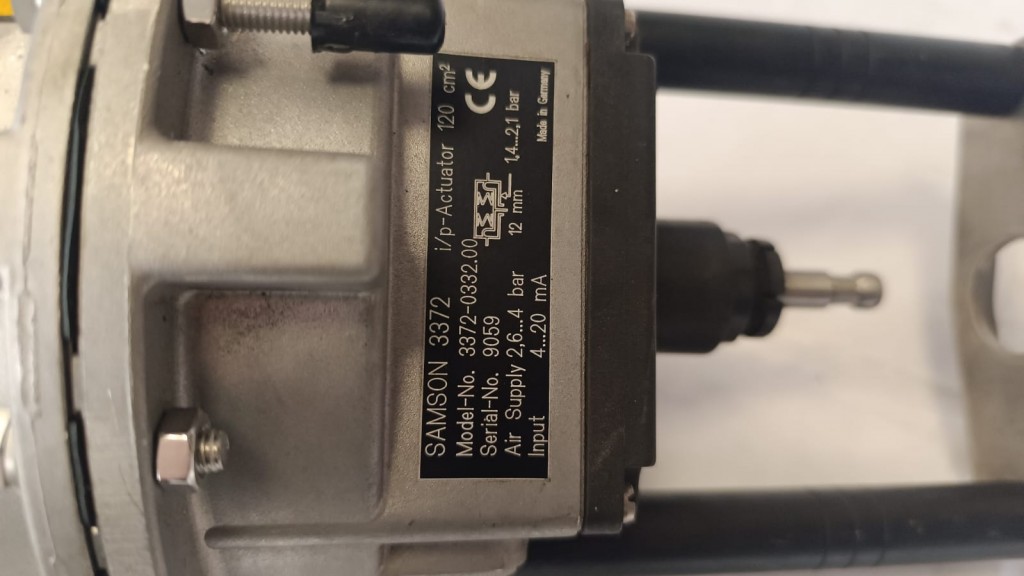 SAMSON 3372 i/p-Actuator 120 cm²
Model-No. 3372-0332.00
Serial-No. 9059
Air Supply 2,6...4 bar 12 mm 1,4...2,1 bar
Input 4...20 mA
CE
Made in Germany